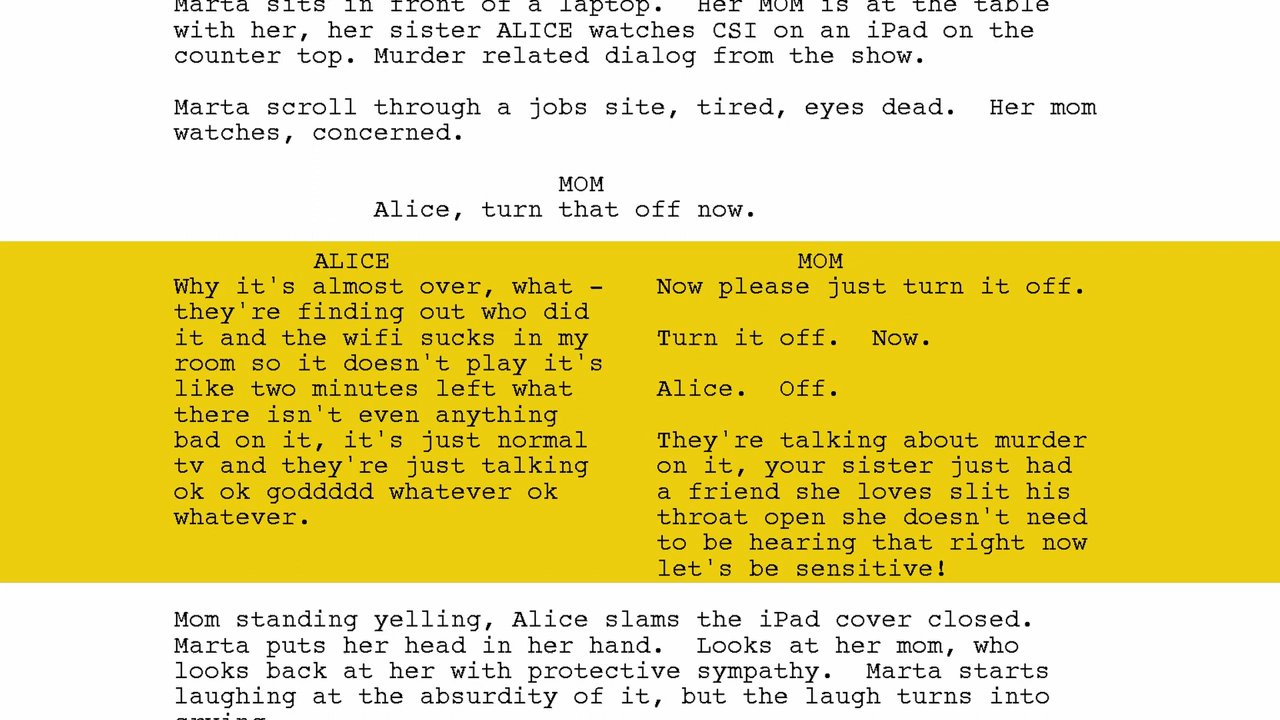 Marta sits in front of a laptop.  Her MOM is at the table
with her, her sister ALICE watches CSI on an iPad on the
counter top. Murder related dialog from the show.
Marta scroll through a jobs site, tired, eyes dead.  Her mom
watches, concerned.
MOM
Alice, turn that off now.
ALICE
Why it's almost over, what -
they're finding out who did
it and the wifi sucks in my
room so it doesn't play it's
like two minutes left what
there isn't even anything
bad on it, it's just normal
tv and they're just talking
ok ok goddddd whatever ok
whatever.
MOM
Now please just turn it off.
Turn it off.  Now.
Alice.  Off.
They're talking about murder
on it, your sister just had
a friend she loves slit his
throat open she doesn't need
to be hearing that right now
let's be sensitive!
Mom standing yelling, Alice slams the iPad cover closed.
Marta puts her head in her hand.  Looks at her mom, who
looks back at her with protective sympathy.  Marta starts
laughing at the absurdity of it, but the laugh turns into
crying.